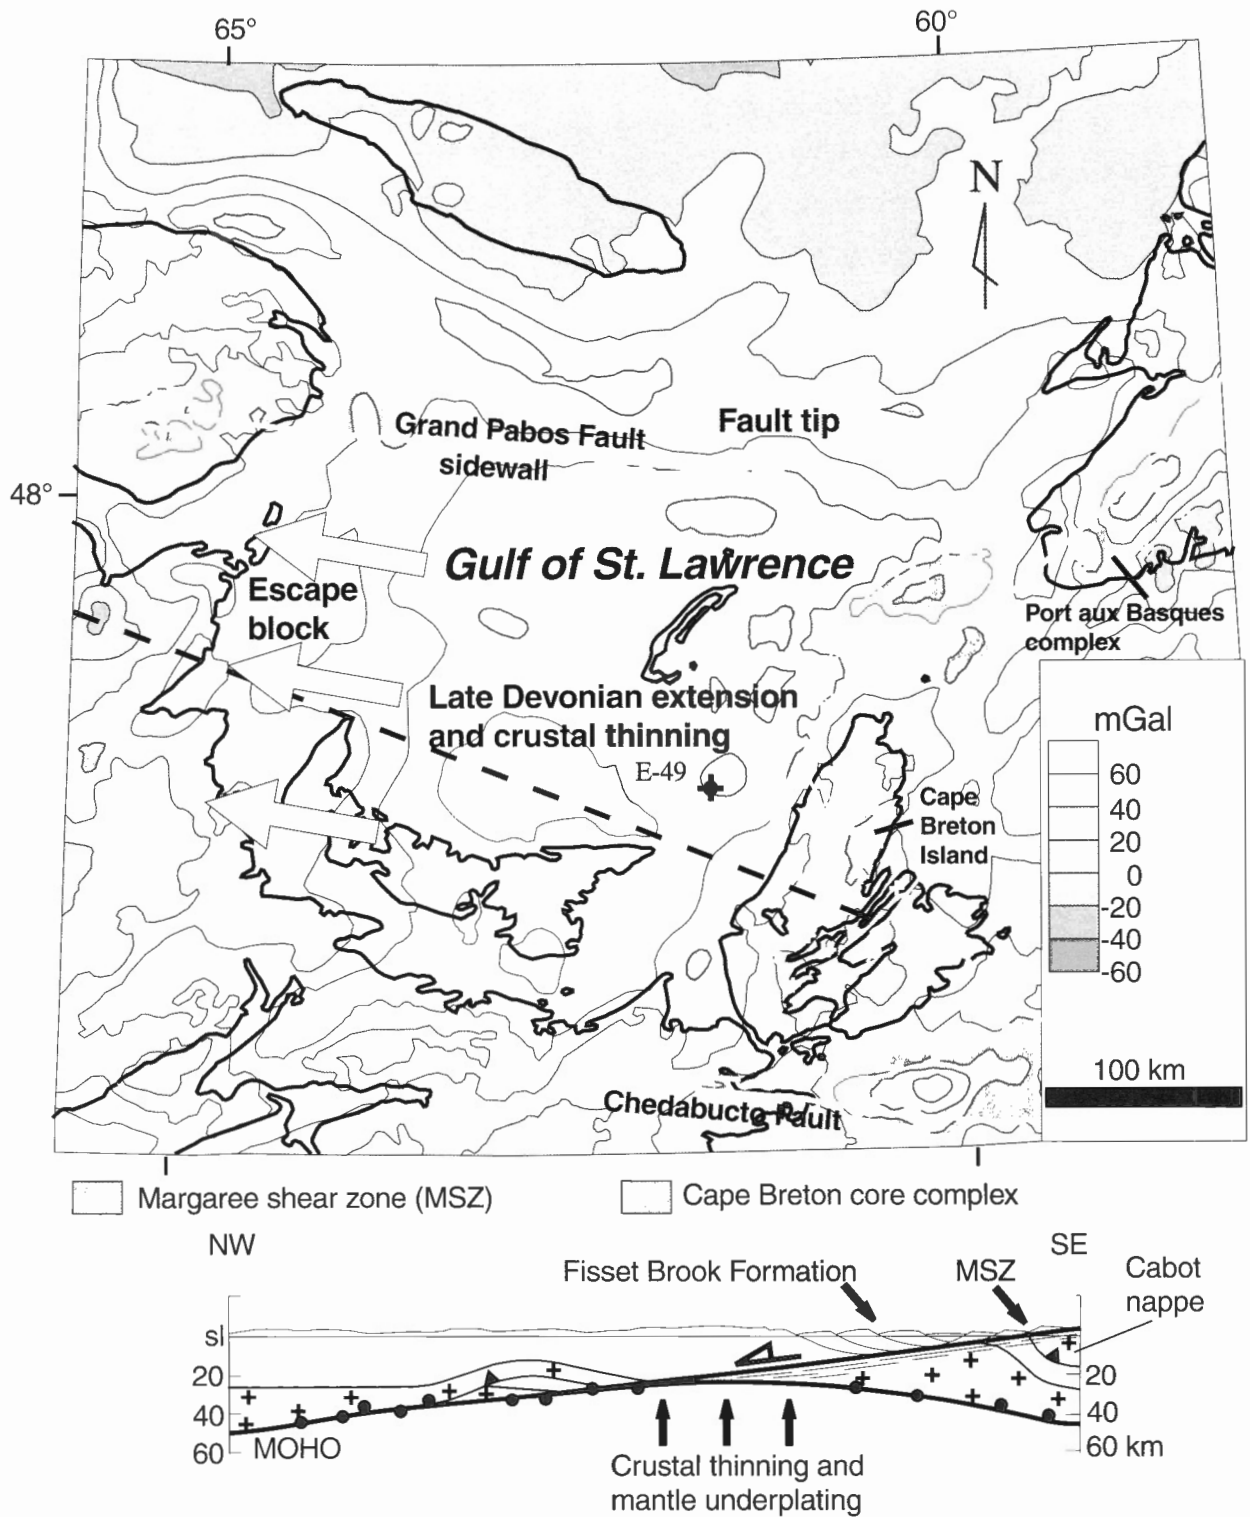 65°
60°
N
Grand Pabos Fault
sidewall
Fault tip
48°
Gulf of St. Lawrence
Escape
block
Port aux Basques
complex
Late Devonian extension
and crustal thinning
E-49
Cape
Breton
Island
mGal
60
40
20
0
-20
-40
-60
100 km
Chedabucto Fault
Margaree shear zone (MSZ)
Cape Breton core complex
NW
SE
Fisset Brook Formation
MSZ
Cabot
nappe
sl
20
40
60
20
40
60 km
MOHO
Crustal thinning and
mantle underplating